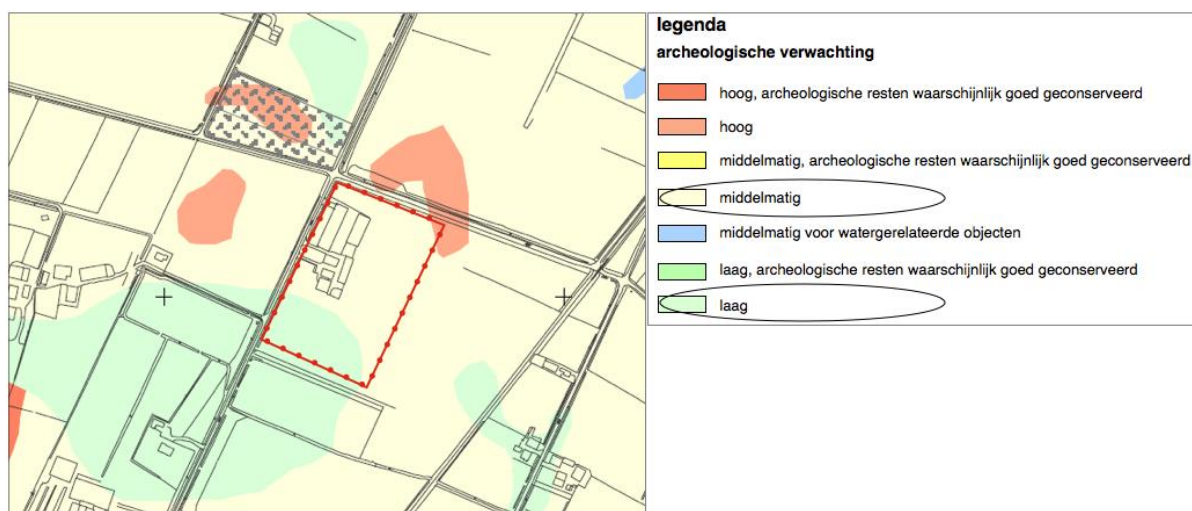 legenda
archeologische verwachting
hoog, archeologische resten waarschijnlijk goed geconserveerd
hoog
middelmatig, archeologische resten waarschijnlijk goed geconserveerd
middelmatig
middelmatig voor watergerelateerde objecten
laag, archeologische resten waarschijnlijk goed geconserveerd
laag